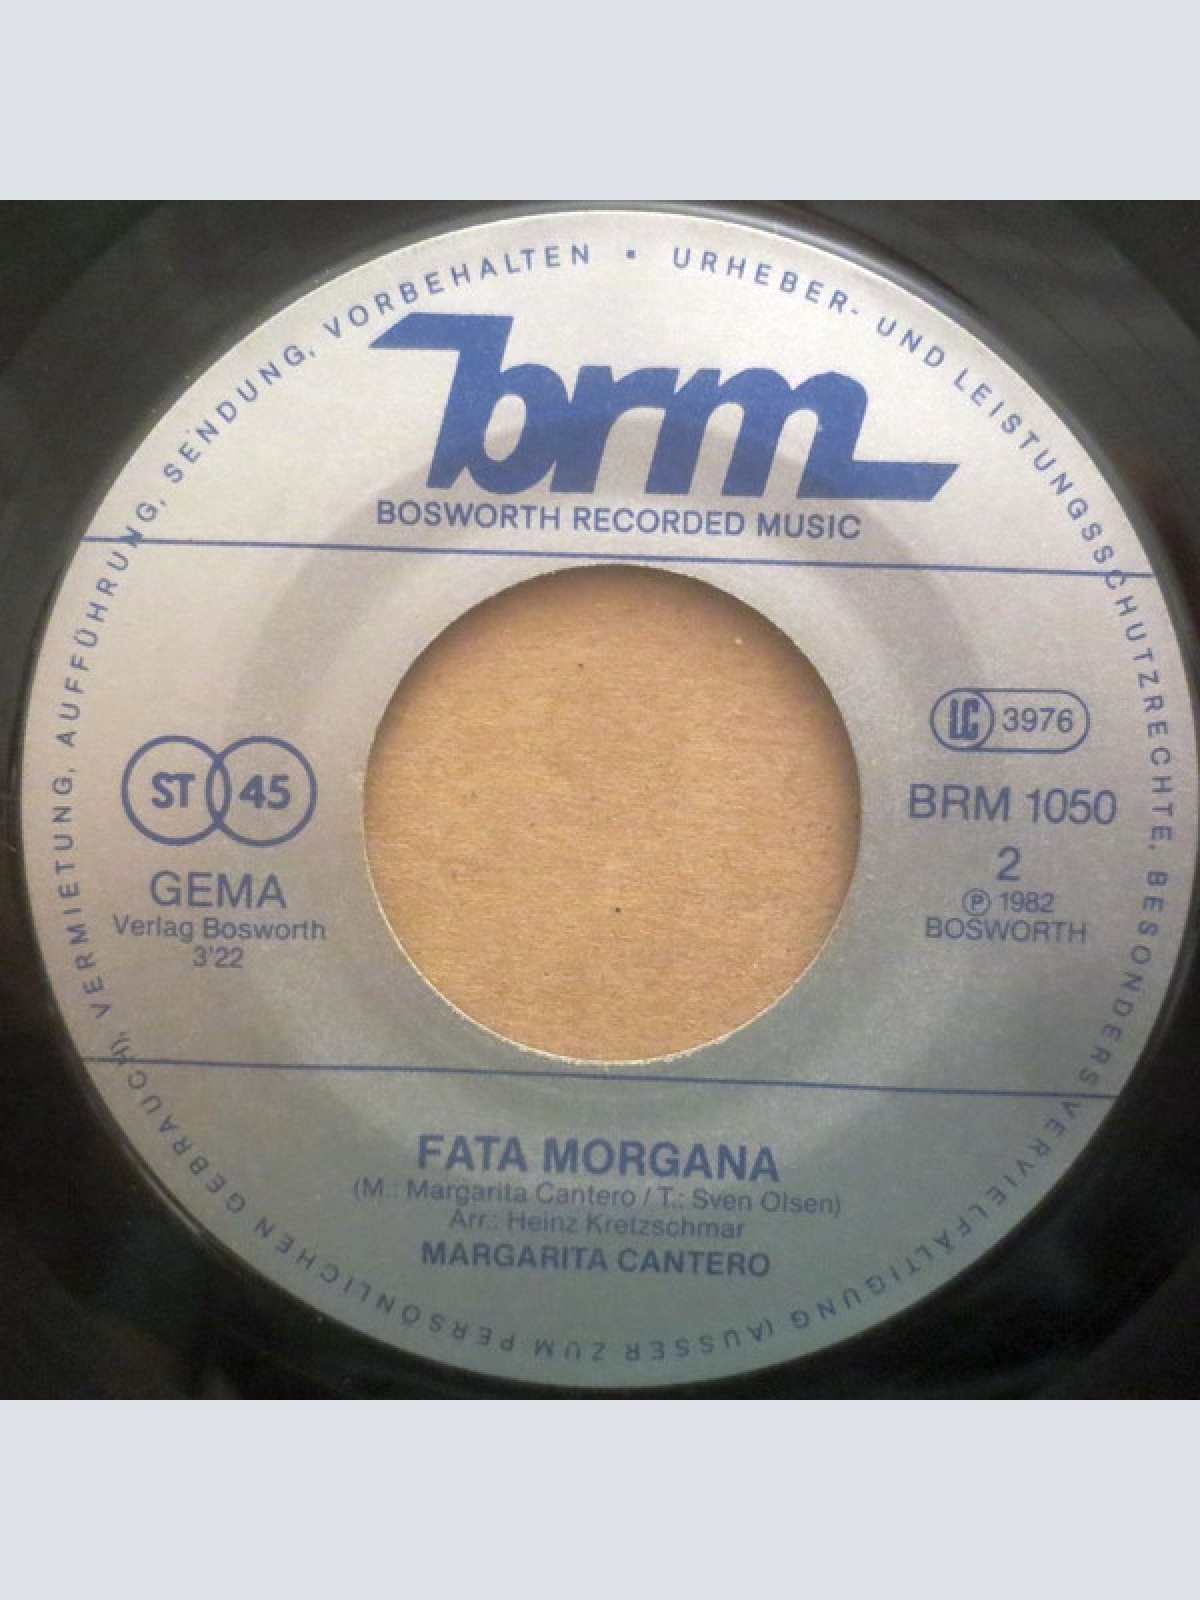 URHEBER- UND LEISTUNGSSCHUTZRECHTE, BESONDERS VERVIELFÄLTIGUNG (AUSSER ZUM PERSÖNLICHEN GEBRAUCH), VERMIETUNG, AUFFÜHRUNG, SENDUNG, VORBEHALTEN •
brm
BOSWORTH RECORDED MUSIC
ST 45
GEMA
Verlag Bosworth
3'22
LC 3976
BRM 1050
2
Ⓟ 1982
BOSWORTH
FATA MORGANA
(M.: Margarita Cantero / T.: Sven Olsen)
Arr.: Heinz Kretzschmar
MARGARITA CANTERO